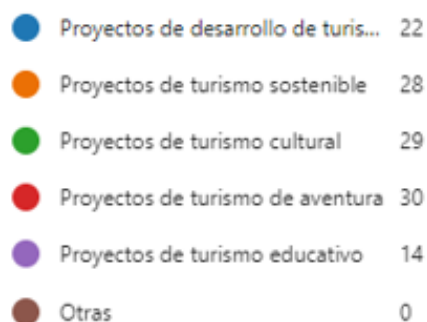 Proyectos de desarrollo de turis... 22
Proyectos de turismo sostenible 28
Proyectos de turismo cultural 29
Proyectos de turismo de aventura 30
Proyectos de turismo educativo 14
Otras 0